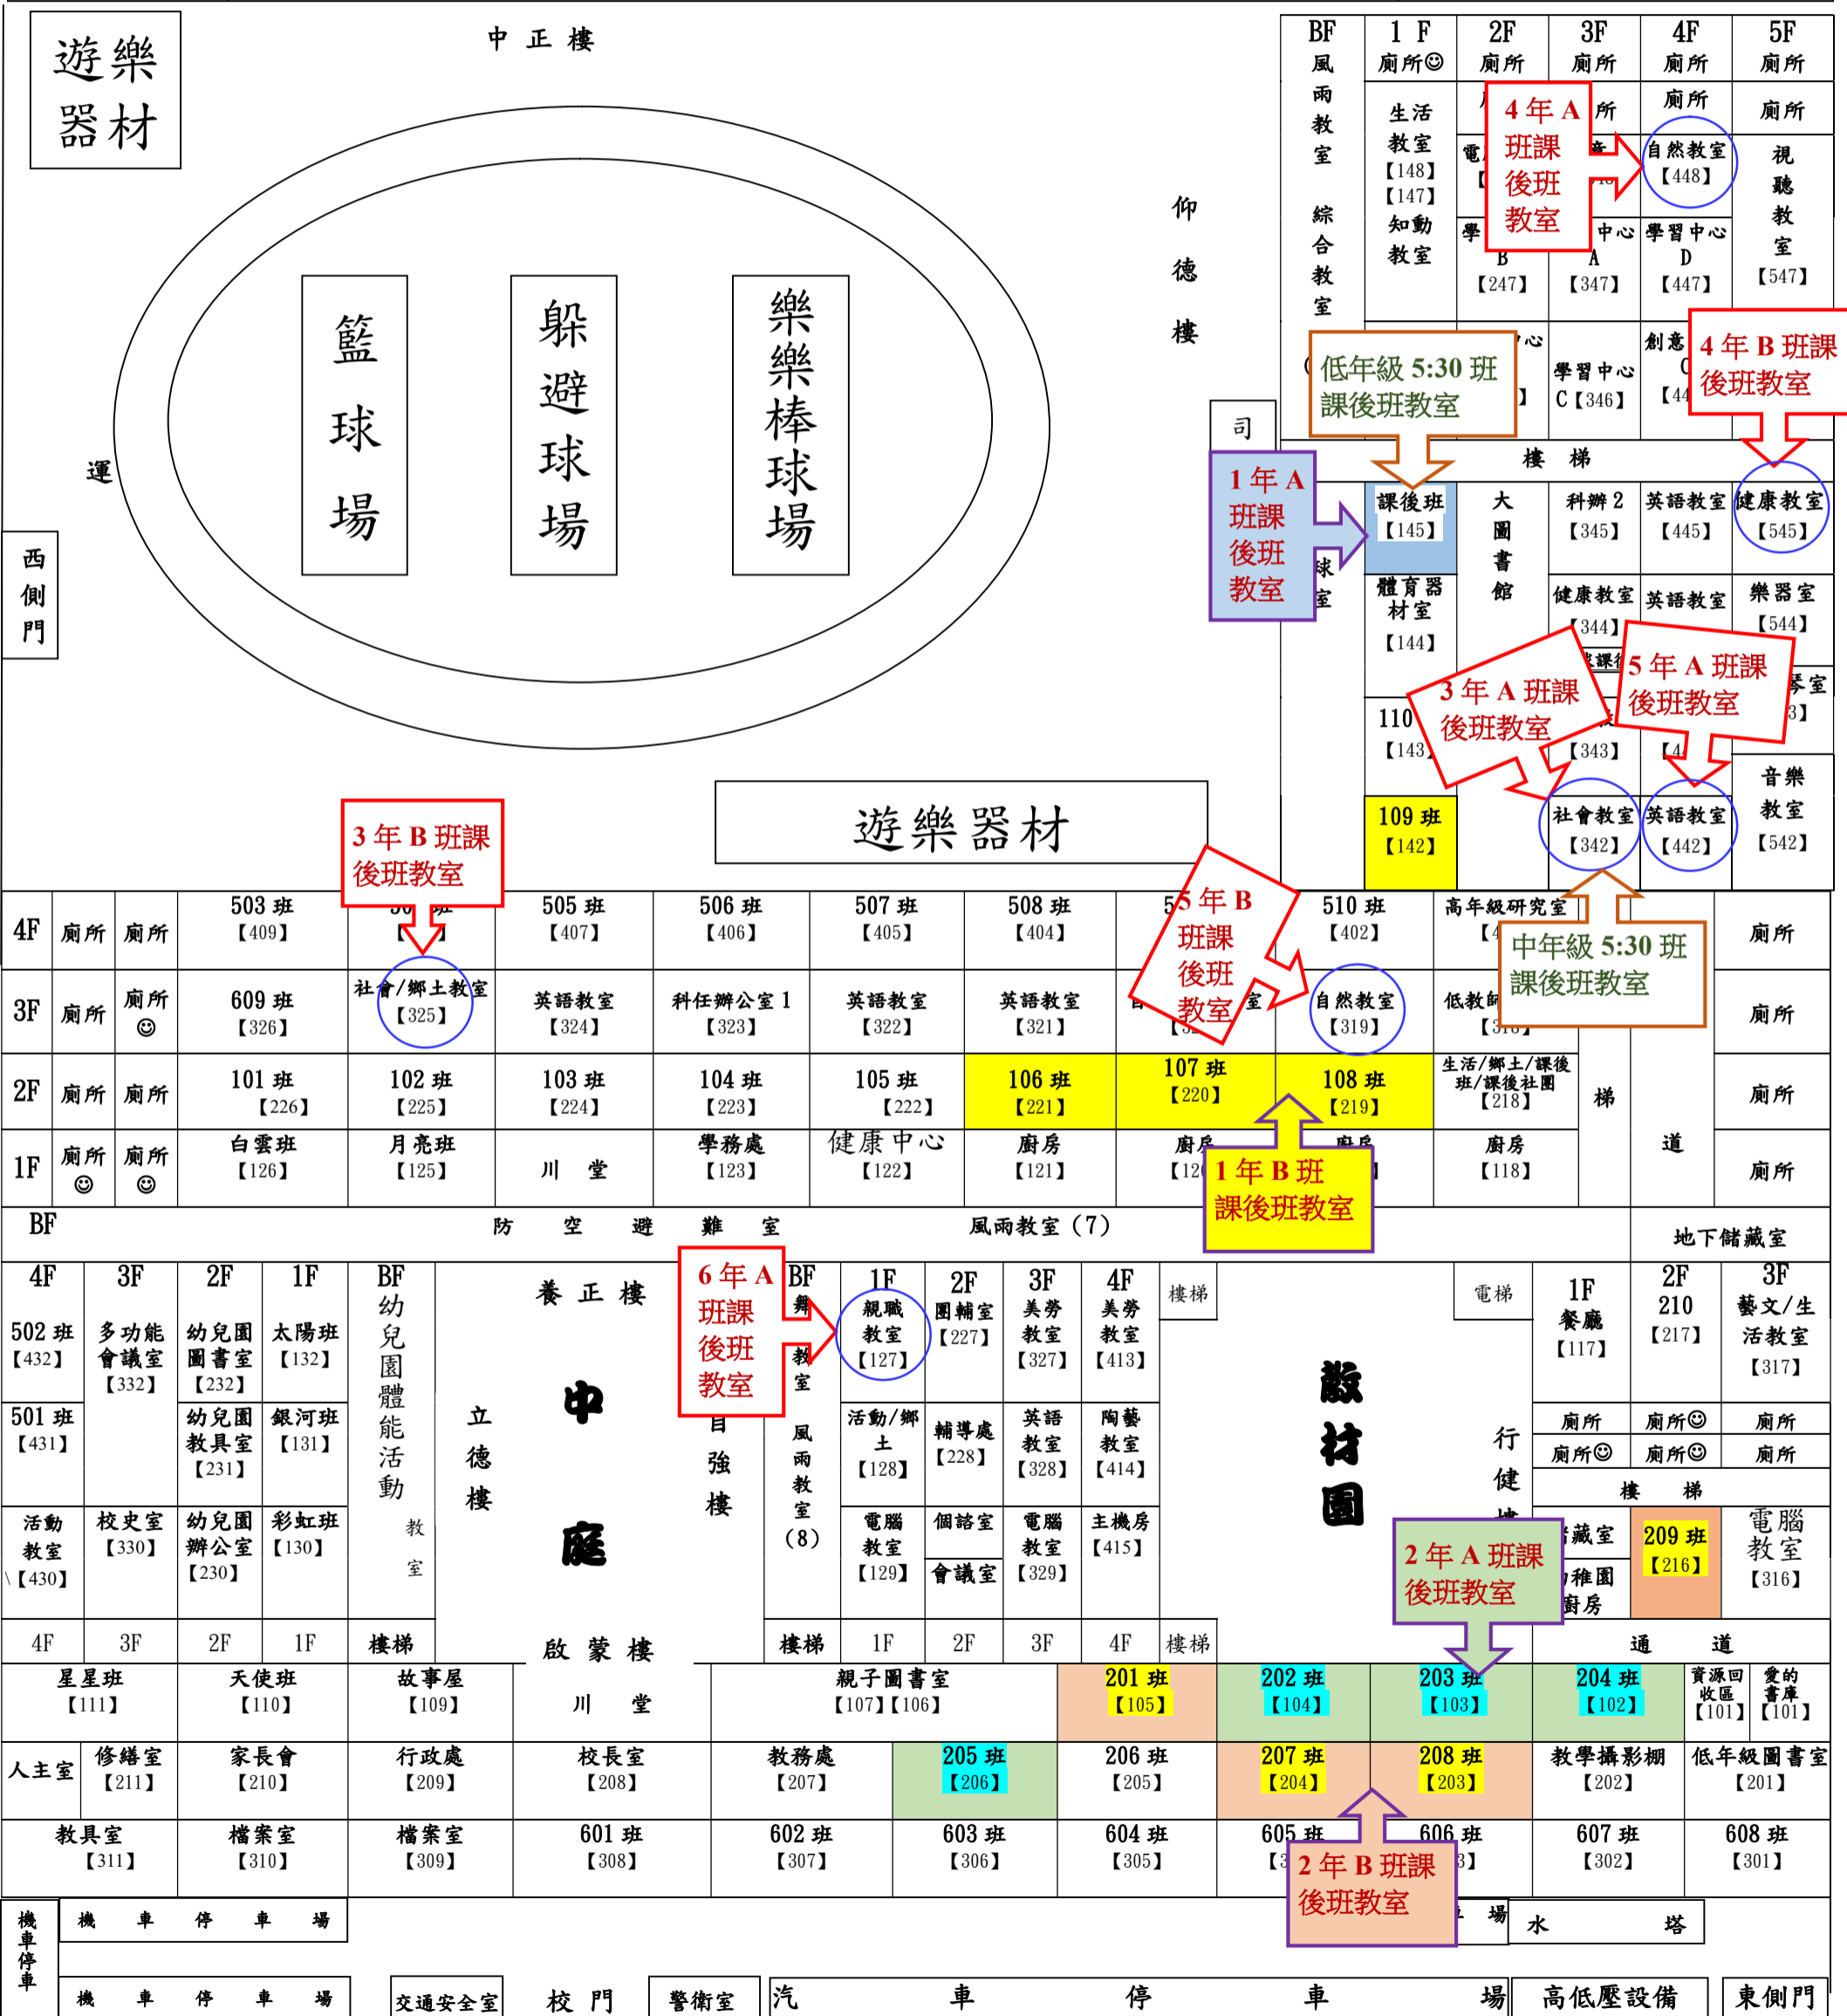 遊樂
器材
中正樓
籃球場
躲避球場
樂樂棒球場
運
西側門
遊樂器材
仰德樓
司
BF 1 F 2F 3F 4F 5F
風雨教室 綜合教室
廁所☺ 廁所 廁所 廁所 廁所
生活教室
【148】
【147】
知動教室
4 年 A
班課
後班
教室
所 廁所 廁所
自然教室
【448】
視聽教室
【547】
學 中心 學習中心
B A D
【247】 【347】 【447】
低年級 5:30 班
課後班教室
學習中心
C【346】
創意
4 年 B 班課
後班教室
樓 梯
1 年 A
班課
後班
教室
球室
課後班
【145】
大圖書館
科辦 2
【345】
英語教室
【445】
健康教室
【545】
體育器材室
【144】
健康教室
【344】
英語教室
樂器室
【544】
3 年 A 班課
後班教室
5 年 A 班課
後班教室
琴室
110
【143】
【343】
109 班
【142】
社會教室
【342】
英語教室
【442】
音樂教室
【542】
3 年 B 班課
後班教室
5 年 B
班課
後班
教室
中年級 5:30 班
課後班教室
4F 廁所 廁所 503 班 505 班 506 班 507 班 508 班 510 班 高年級研究室 廁所
【409】 【407】 【406】 【405】 【404】 【402】
3F 廁所 廁所☺ 609 班 社會/鄉土教室 英語教室 科任辦公室 1 英語教室 英語教室 自然教室 低教師 廁所
【326】 【325】 【324】 【323】 【322】 【321】 【319】
2F 廁所 廁所 101 班 102 班 103 班 104 班 105 班 106 班 107 班 108 班 生活/鄉土/課後班/課後社團 梯 廁所
【226】 【225】 【224】 【223】 【222】 【221】 【220】 【219】 【218】
1F 廁所☺ 廁所☺ 白雲班 月亮班 川堂 學務處 健康中心 廚房 廚房 廚房 廚房 道 廁所
【126】 【125】 【123】 【122】 【121】 【118】
1 年 B 班
課後班教室
BF 防空避難室 風雨教室(7) 地下儲藏室
4F 3F 2F 1F BF
502 班 多功能會議室 幼兒園圖書室 太陽班
【432】 【332】 【232】 【132】
501 班 幼兒園教具室 銀河班
【431】 【231】 【131】
活動教室 校史室 幼兒園辦公室 彩虹班
\【430】 【330】 【230】 【130】
幼兒園體能活動教室
4F 3F 2F 1F 樓梯
立德樓
養正樓
中庭
啟蒙樓
自強樓
6 年 A
班課
後班
教室
BF 1F 2F 3F 4F 樓梯
舞 教室 風雨教室(8)
親職教室 團輔室 美勞教室 美勞教室
【127】 【227】 【327】 【413】
活動/鄉土 輔導處 英語教室 陶藝教室
【128】 【228】 【328】 【414】
電腦教室 個諮室 電腦教室 主機房
【129】 會議室 【329】 【415】
樓梯 1F 2F 3F 4F 樓梯
教材園
電梯
行健樓
1F 2F 3F
餐廳 210 藝文/生活教室
【117】 【217】 【317】
廁所 廁所☺ 廁所
廁所☺ 廁所☺ 廁所
樓 梯
藏室 209 班 電腦教室
稚園廚房 【216】 【316】
通 道
2 年 A 班課
後班教室
星星班 天使班 故事屋 川堂 親子圖書室 201 班 202 班 203 班 204 班 資源回收區 愛的書庫
【111】 【110】 【109】 【107】【106】 【105】 【104】 【103】 【102】 【101】 【101】
人主室 修繕室 家長會 行政處 校長室 教務處 205 班 206 班 207 班 208 班 教學攝影棚 低年級圖書室
【211】 【210】 【209】 【208】 【207】 【206】 【205】 【204】 【203】 【202】 【201】
教具室 檔案室 檔案室 601 班 602 班 603 班 604 班 605 班 606 班 607 班 608 班
【311】 【310】 【309】 【308】 【307】 【306】 【305】 【302】 【301】
2 年 B 班課
後班教室
機車停車
機車停車場
場
水塔
機車停車場
交通安全室
校門
警衛室
汽車停車場
高低壓設備
東側門